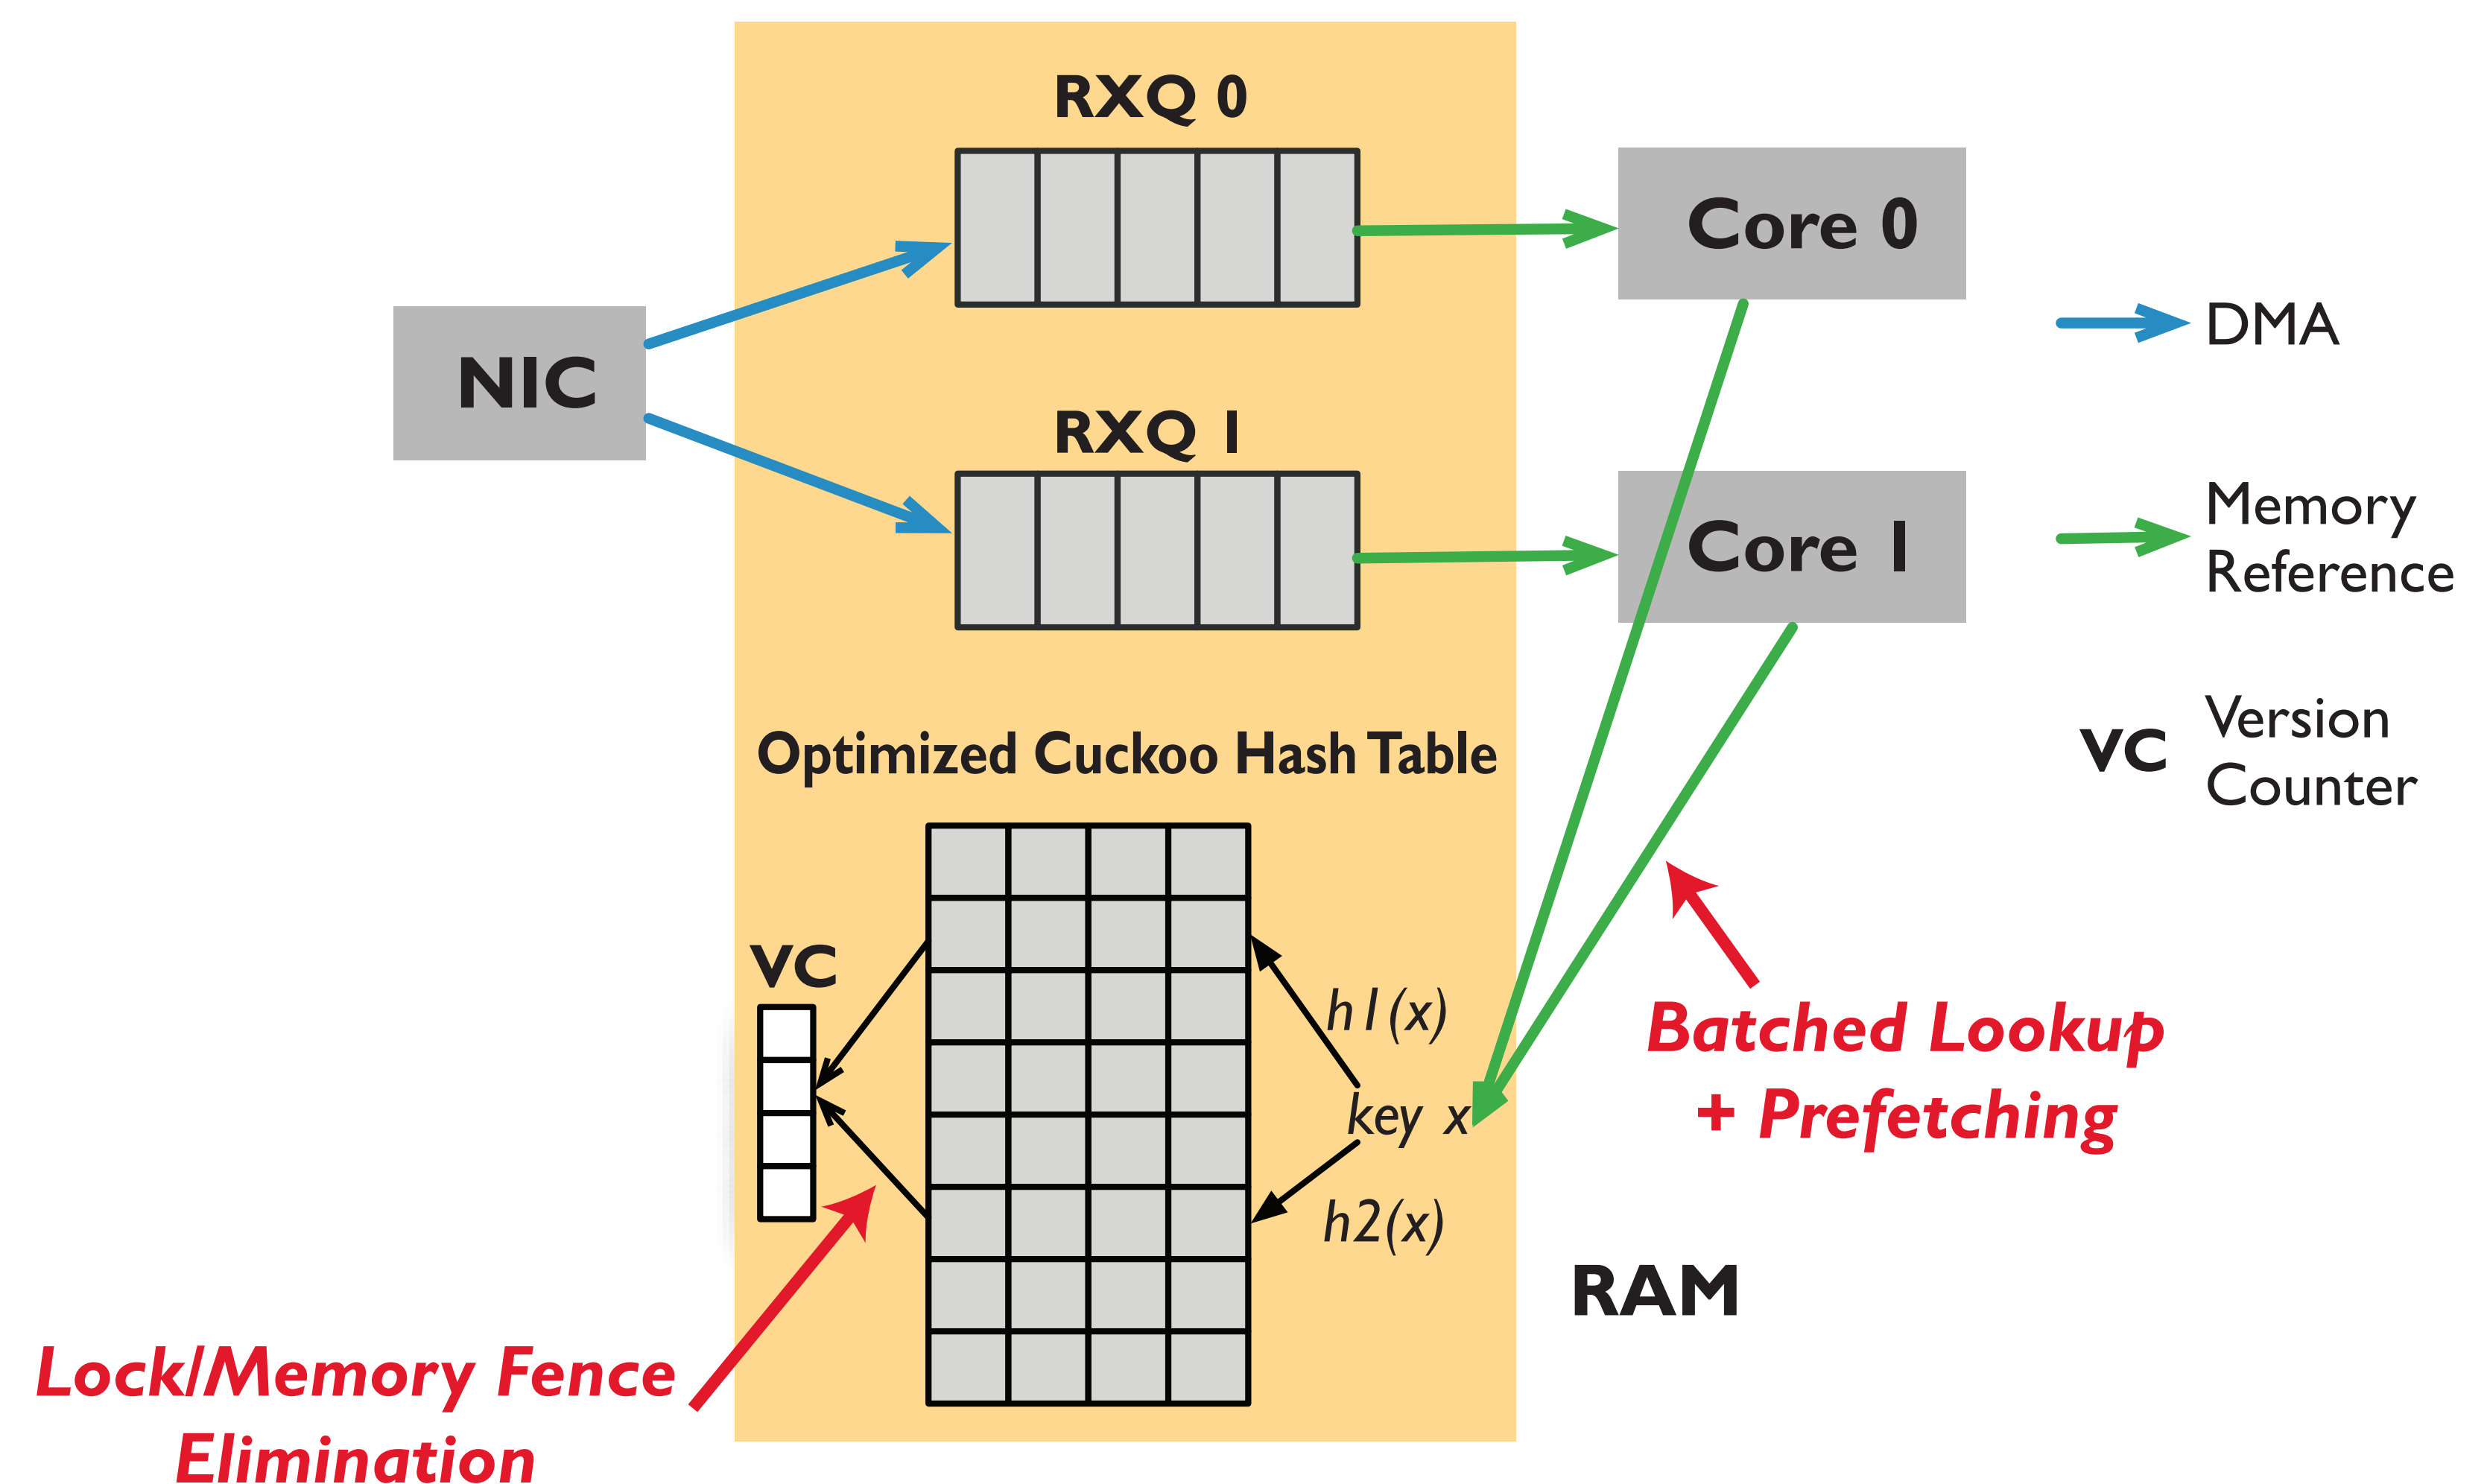 RXQ 0
Core 0
NIC
DMA
RXQ 1
Core 1
Memory
Reference
Optimized Cuckoo Hash Table
VC
Version
Counter
VC
h1(x)
key x
h2(x)
Batched Lookup
+ Prefetching
RAM
Lock/Memory Fence
Elimination